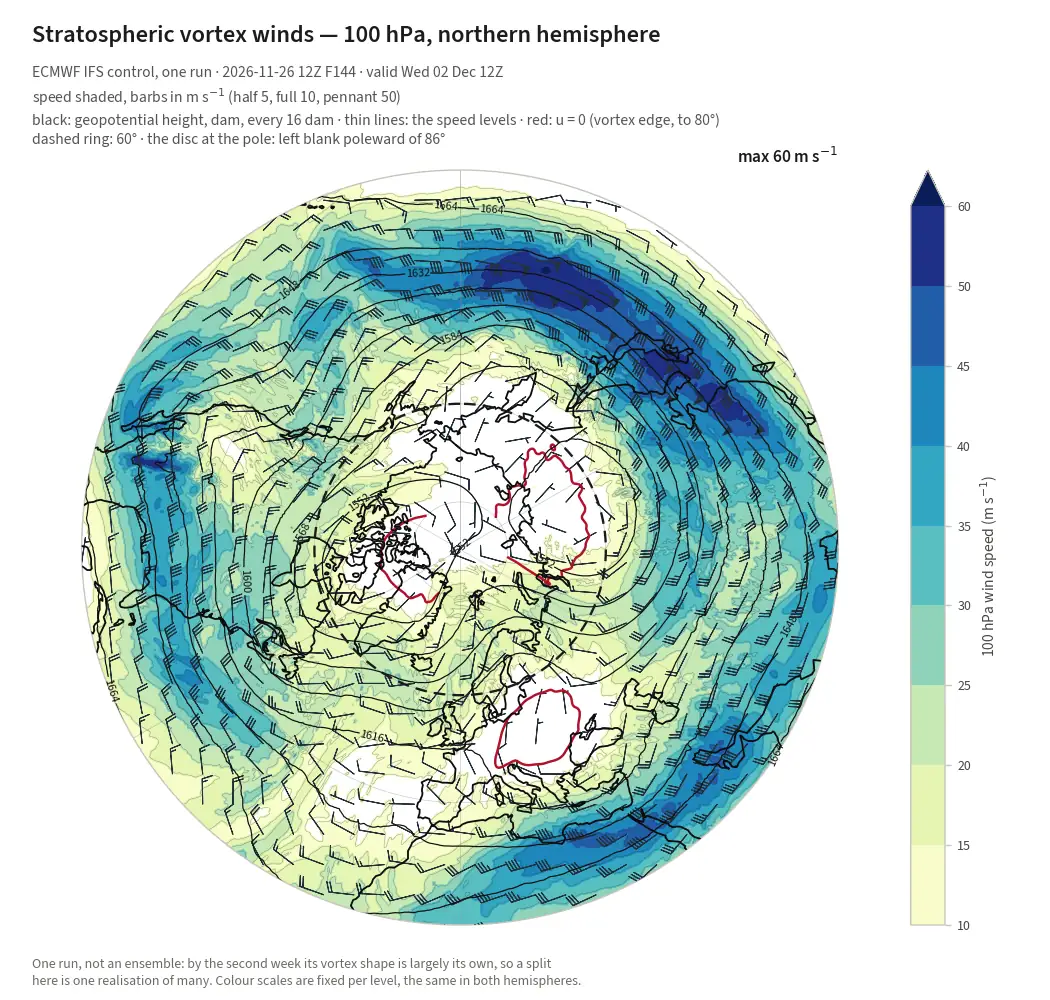 Stratospheric vortex winds — 100 hPa, northern hemisphere
ECMWF IFS control, one run · 2026-11-26 12Z F144 · valid Wed 02 Dec 12Z
speed shaded, barbs in m s⁻¹ (half 5, full 10, pennant 50)
black: geopotential height, dam, every 16 dam · thin lines: the speed levels · red: u = 0 (vortex edge, to 80°)
dashed ring: 60° · the disc at the pole: left blank poleward of 86°
max 60 m s⁻¹
1664
1664
1632
1648
1584
1600
1648
1664
1616
1664
60
50
45
40
35
30
25
20
15
10
100 hPa wind speed (m s⁻¹)
One run, not an ensemble: by the second week its vortex shape is largely its own, so a split
here is one realisation of many. Colour scales are fixed per level, the same in both hemispheres.